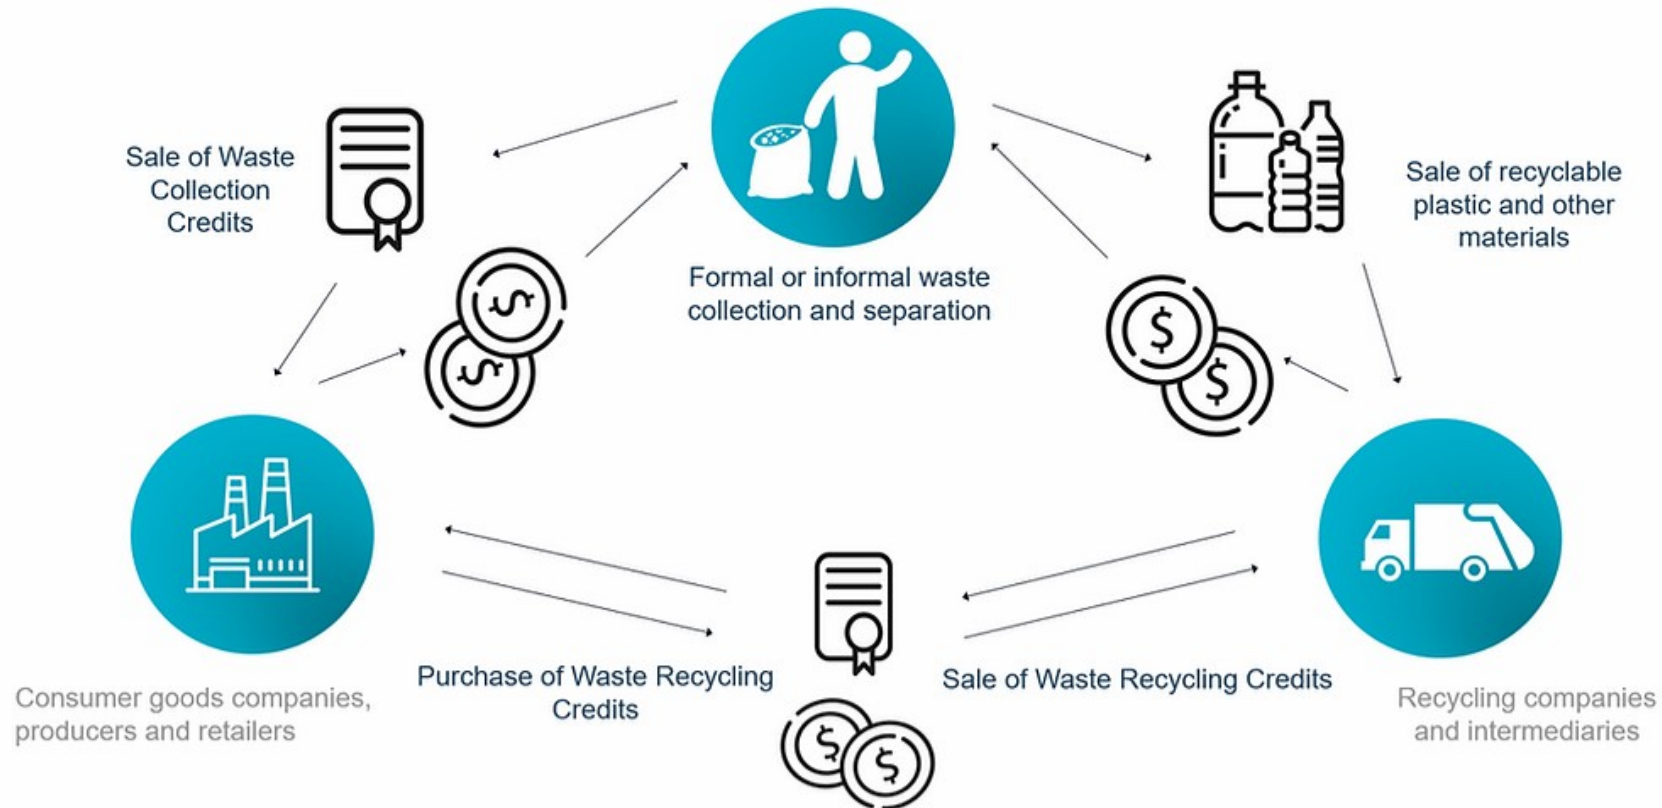 Sale of Waste
Collection
Credits
Formal or informal waste
collection and separation
Sale of recyclable
plastic and other
materials
$
$
$
$
Consumer goods companies,
producers and retailers
Purchase of Waste Recycling
Credits
Sale of Waste Recycling Credits
Recycling companies
and intermediaries
$
$